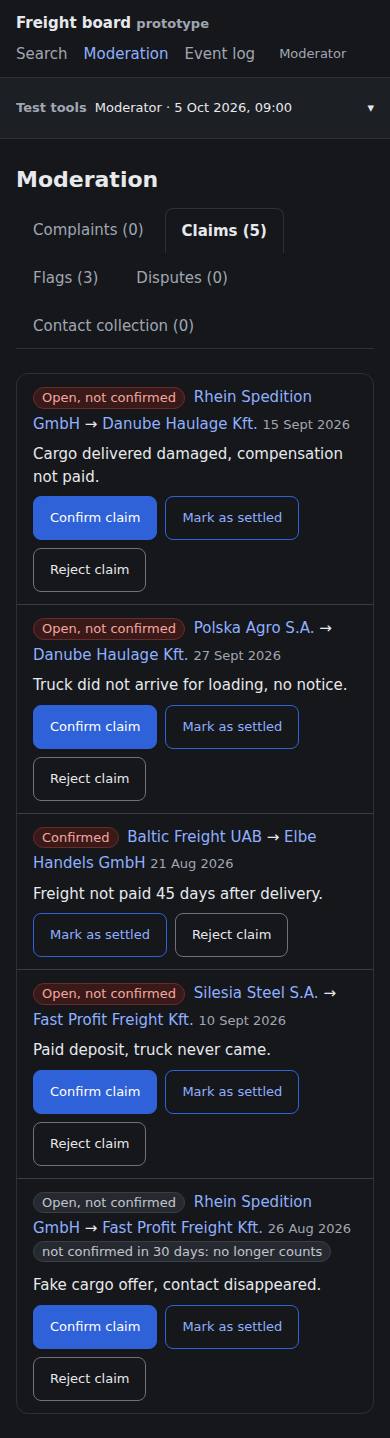 Freight board prototype
Search Moderation Event log Moderator
Test tools Moderator · 5 Oct 2026, 09:00 ▾
Moderation
Complaints (0) Claims (5)
Flags (3) Disputes (0)
Contact collection (0)
Open, not confirmed Rhein Spedition
GmbH → Danube Haulage Kft. 15 Sept 2026
Cargo delivered damaged, compensation
not paid.
Confirm claim Mark as settled
Reject claim
Open, not confirmed Polska Agro S.A. →
Danube Haulage Kft. 27 Sept 2026
Truck did not arrive for loading, no notice.
Confirm claim Mark as settled
Reject claim
Confirmed Baltic Freight UAB → Elbe
Handels GmbH 21 Aug 2026
Freight not paid 45 days after delivery.
Mark as settled Reject claim
Open, not confirmed Silesia Steel S.A. →
Fast Profit Freight Kft. 10 Sept 2026
Paid deposit, truck never came.
Confirm claim Mark as settled
Reject claim
Open, not confirmed Rhein Spedition
GmbH → Fast Profit Freight Kft. 26 Aug 2026
not confirmed in 30 days: no longer counts
Fake cargo offer, contact disappeared.
Confirm claim Mark as settled
Reject claim